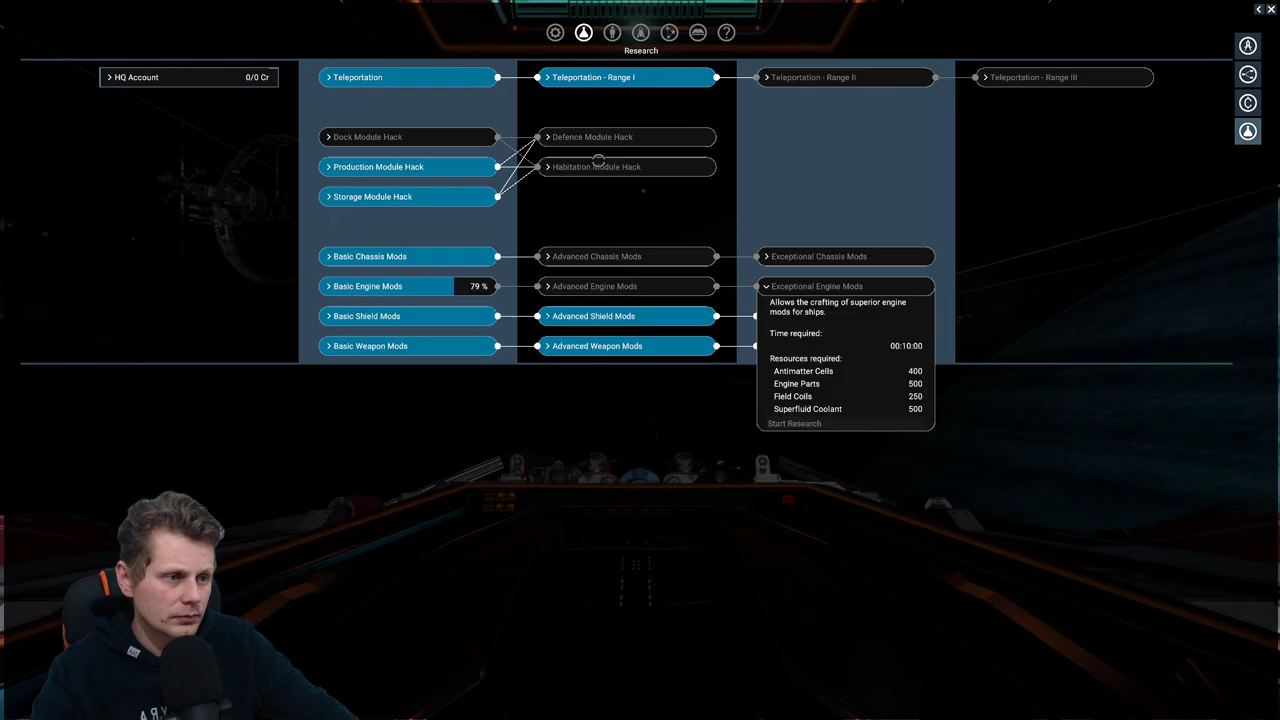 Research
HQ Account 0/0 Cr
Teleportation
Teleportation - Range I
Teleportation - Range II
Teleportation - Range III
Dock Module Hack
Defence Module Hack
Production Module Hack
Habitation Module Hack
Storage Module Hack
Basic Chassis Mods
Advanced Chassis Mods
Exceptional Chassis Mods
Basic Engine Mods 79 %
Advanced Engine Mods
Exceptional Engine Mods
Allows the crafting of superior engine
mods for ships.
Basic Shield Mods
Advanced Shield Mods
Time required:
00:10:00
Basic Weapon Mods
Advanced Weapon Mods
Resources required:
Antimatter Cells 400
Engine Parts 500
Field Coils 250
Superfluid Coolant 500
Start Research